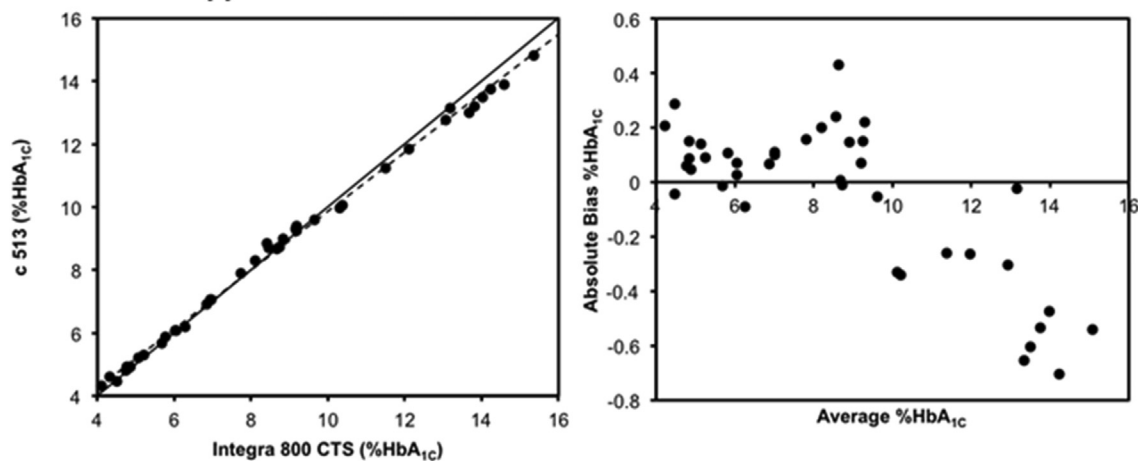 16
14
12
10
8
6
4
c 513 (%HbA1C)
4 6 8 10 12 14 16
Integra 800 CTS (%HbA1C)
0.6
0.4
0.2
0
-0.2
-0.4
-0.6
-0.8
Absolute Bias %HbA1C
4 6 8 10 12 14 16
Average %HbA1C